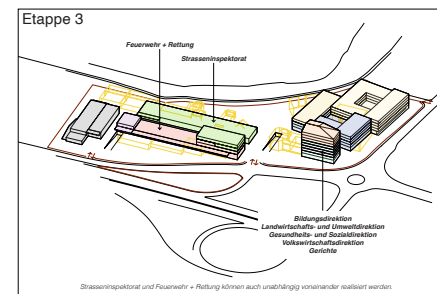 Etappe 3
Feuerwehr + Rettung
Strasseninspektorat
Bildungsdirektion
Landwirtschafts- und Umweltdirektion
Gesundheits- und Sozialdirektion
Volkswirtschaftsdirektion
Gerichte
Strasseninspektorat und Feuerwehr + Rettung können auch unabhängig voneinander realisiert werden.